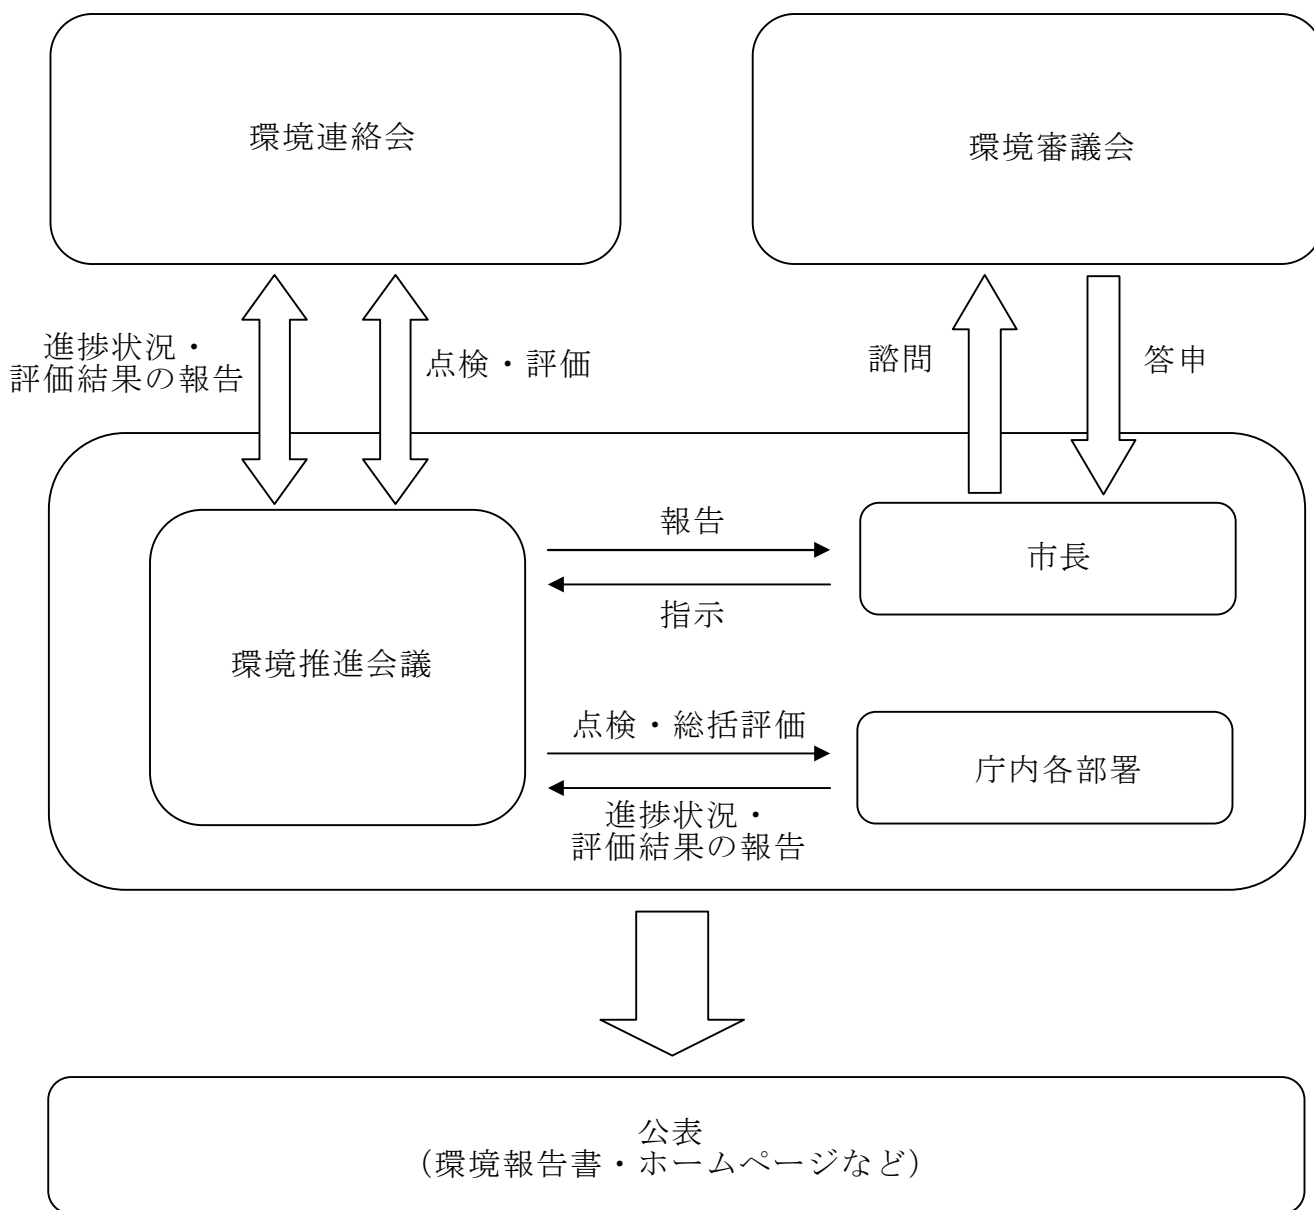 環境連絡会
環境審議会
進捗状況・
評価結果の報告
点検・評価
諮問
答申
報告
市長
指示
環境推進会議
点検・総括評価
庁内各部署
進捗状況・
評価結果の報告
公表
(環境報告書・ホームページなど)